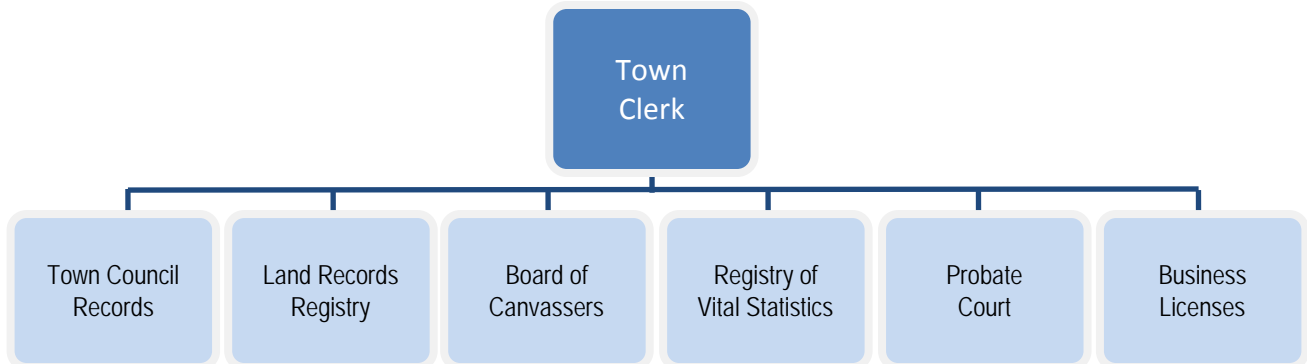 Town
Clerk
Town Council
Records
Land Records
Registry
Board of
Canvassers
Registry of
Vital Statistics
Probate
Court
Business
Licenses